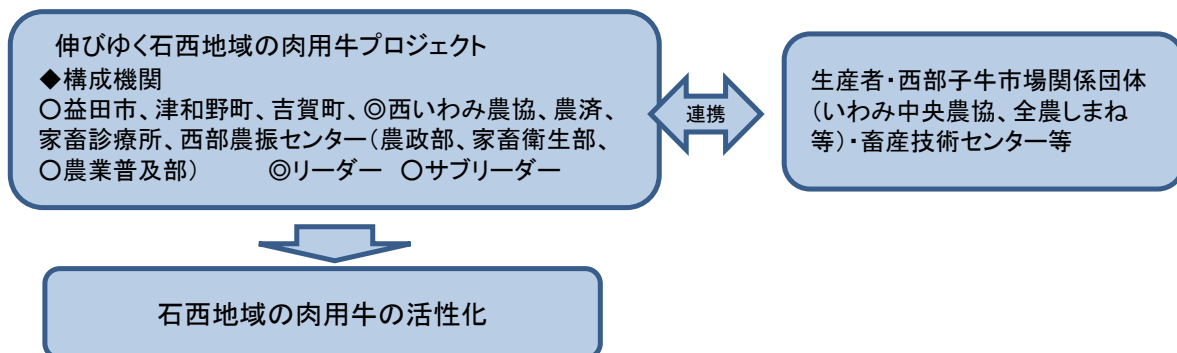 伸びゆく石西地域の肉用牛プロジェクト
◆構成機関
○益田市、津和野町、吉賀町、◎西いわみ農協、農済、
家畜診療所、西部農振センター（農政部、家畜衛生部、
○農業普及部）　　◎リーダー　○サブリーダー
連携
生産者・西部子牛市場関係団体
（いわみ中央農協、全農しまね
等）・畜産技術センター等
石西地域の肉用牛の活性化